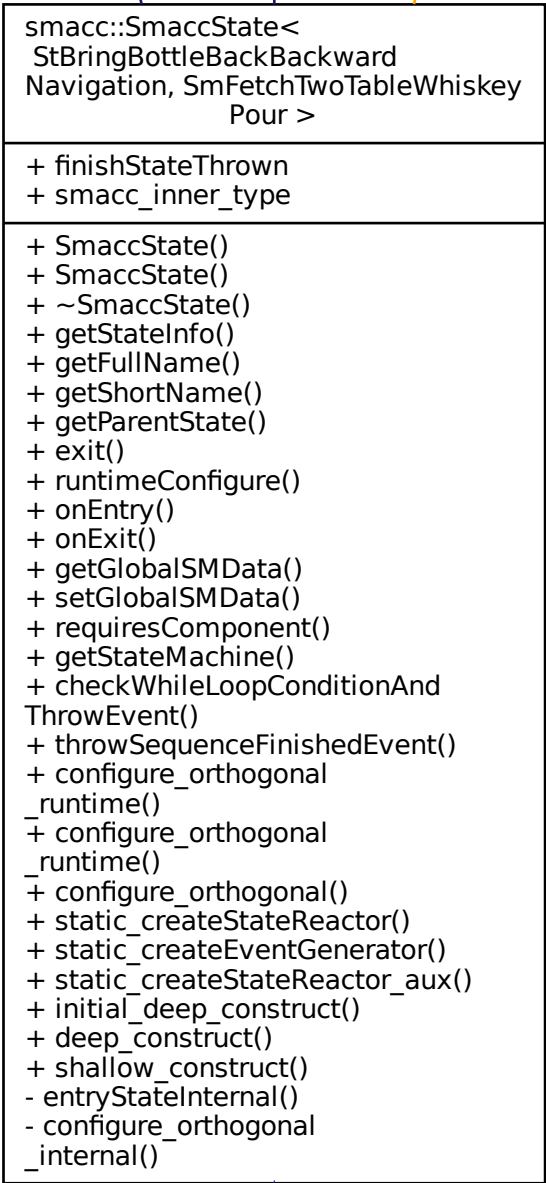 smacc::SmaccState<
StBringBottleBackBackward
Navigation, SmFetchTwoTableWhiskey
Pour >
+ finishStateThrown
+ smacc_inner_type
+ SmaccState()
+ SmaccState()
+ ~SmaccState()
+ getStateInfo()
+ getFullName()
+ getShortName()
+ getParentState()
+ exit()
+ runtimeConfigure()
+ onEntry()
+ onExit()
+ getGlobalSMData()
+ setGlobalSMData()
+ requiresComponent()
+ getStateMachine()
+ checkWhileLoopConditionAnd
ThrowEvent()
+ throwSequenceFinishedEvent()
+ configure_orthogonal
_runtime()
+ configure_orthogonal
_runtime()
+ configure_orthogonal()
+ static_createStateReactor()
+ static_createEventGenerator()
+ static_createStateReactor_aux()
+ initial_deep_construct()
+ deep_construct()
+ shallow_construct()
- entryStateInternal()
- configure_orthogonal
_internal()